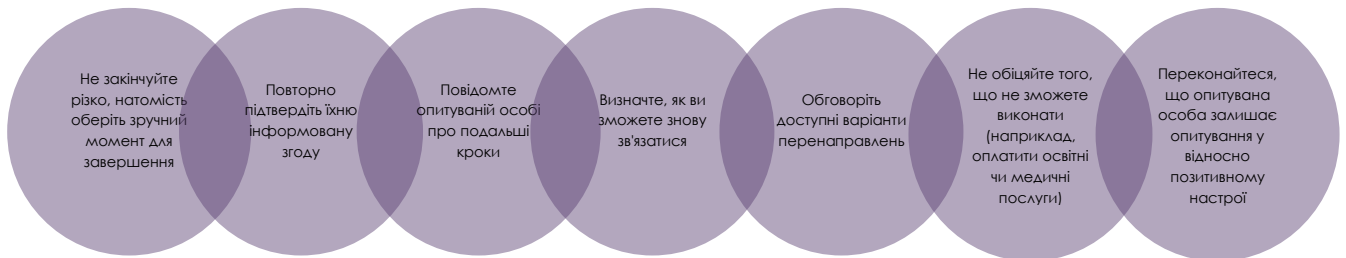 Не закінчуйте
різко, натомість
оберіть зручний
момент для
завершення
Повторно
підтвердіть їхню
інформовану
згоду
Повідомте
опитуваній особі
про подальші
кроки
Визначте, як ви
зможете знову
зв'язатися
Обговоріть
доступні варіанти
перенаправлень
Не обіцяйте того,
що не зможете
виконати
(наприклад,
оплатити освітні
чи медичні
послуги)
Переконайтеся,
що опитувана
особа залишає
опитування у
відносно
позитивному
настрої